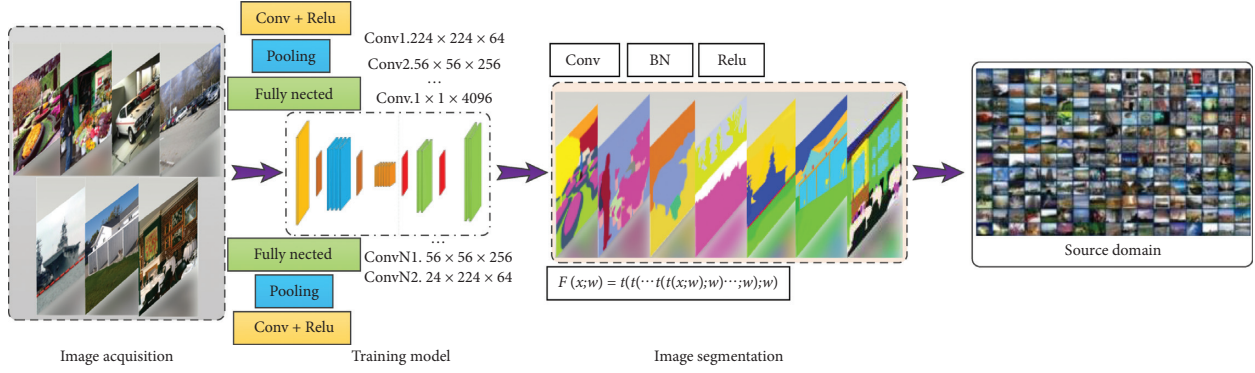 Conv + Relu
Pooling
Fully nected
Conv1.224 × 224 × 64
Conv2.56 × 56 × 256
...
Conv.1 × 1 × 4096
Fully nected
Pooling
Conv + Relu
...
ConvN1. 56 × 56 × 256
ConvN2. 24 × 224 × 64
Conv
BN
Relu
F (x;w) = t(t(⋯t(t(x;w);w)⋯;w);w)
Source domain
Image acquisition
Training model
Image segmentation